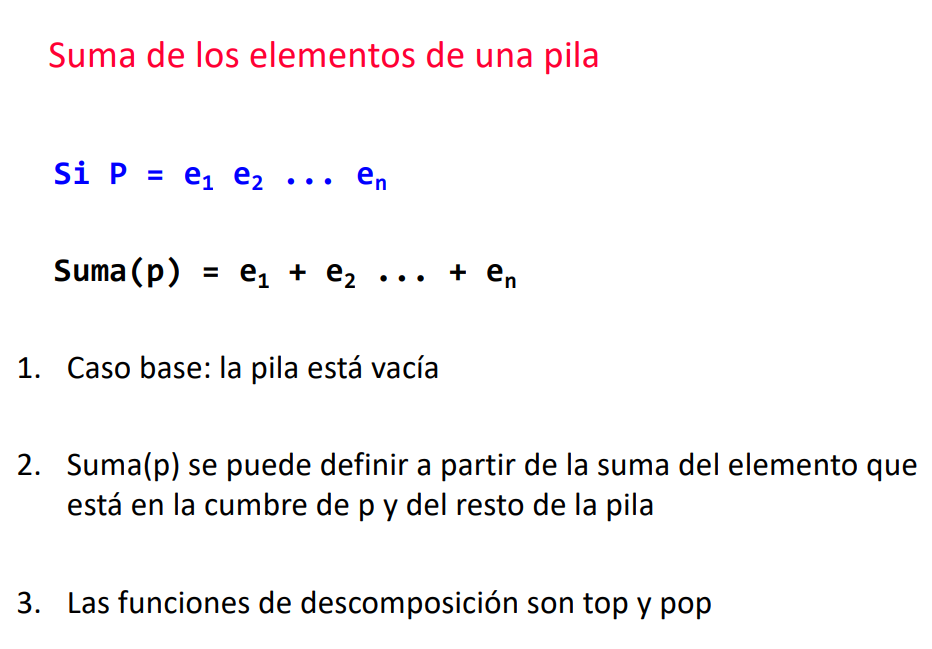 Suma de los elementos de una pila
Si P = e₁ e₂ ... eₙ
Suma(p) = e₁ + e₂ ... + eₙ
1. Caso base: la pila está vacía
2. Suma(p) se puede definir a partir de la suma del elemento que
está en la cumbre de p y del resto de la pila
3. Las funciones de descomposición son top y pop